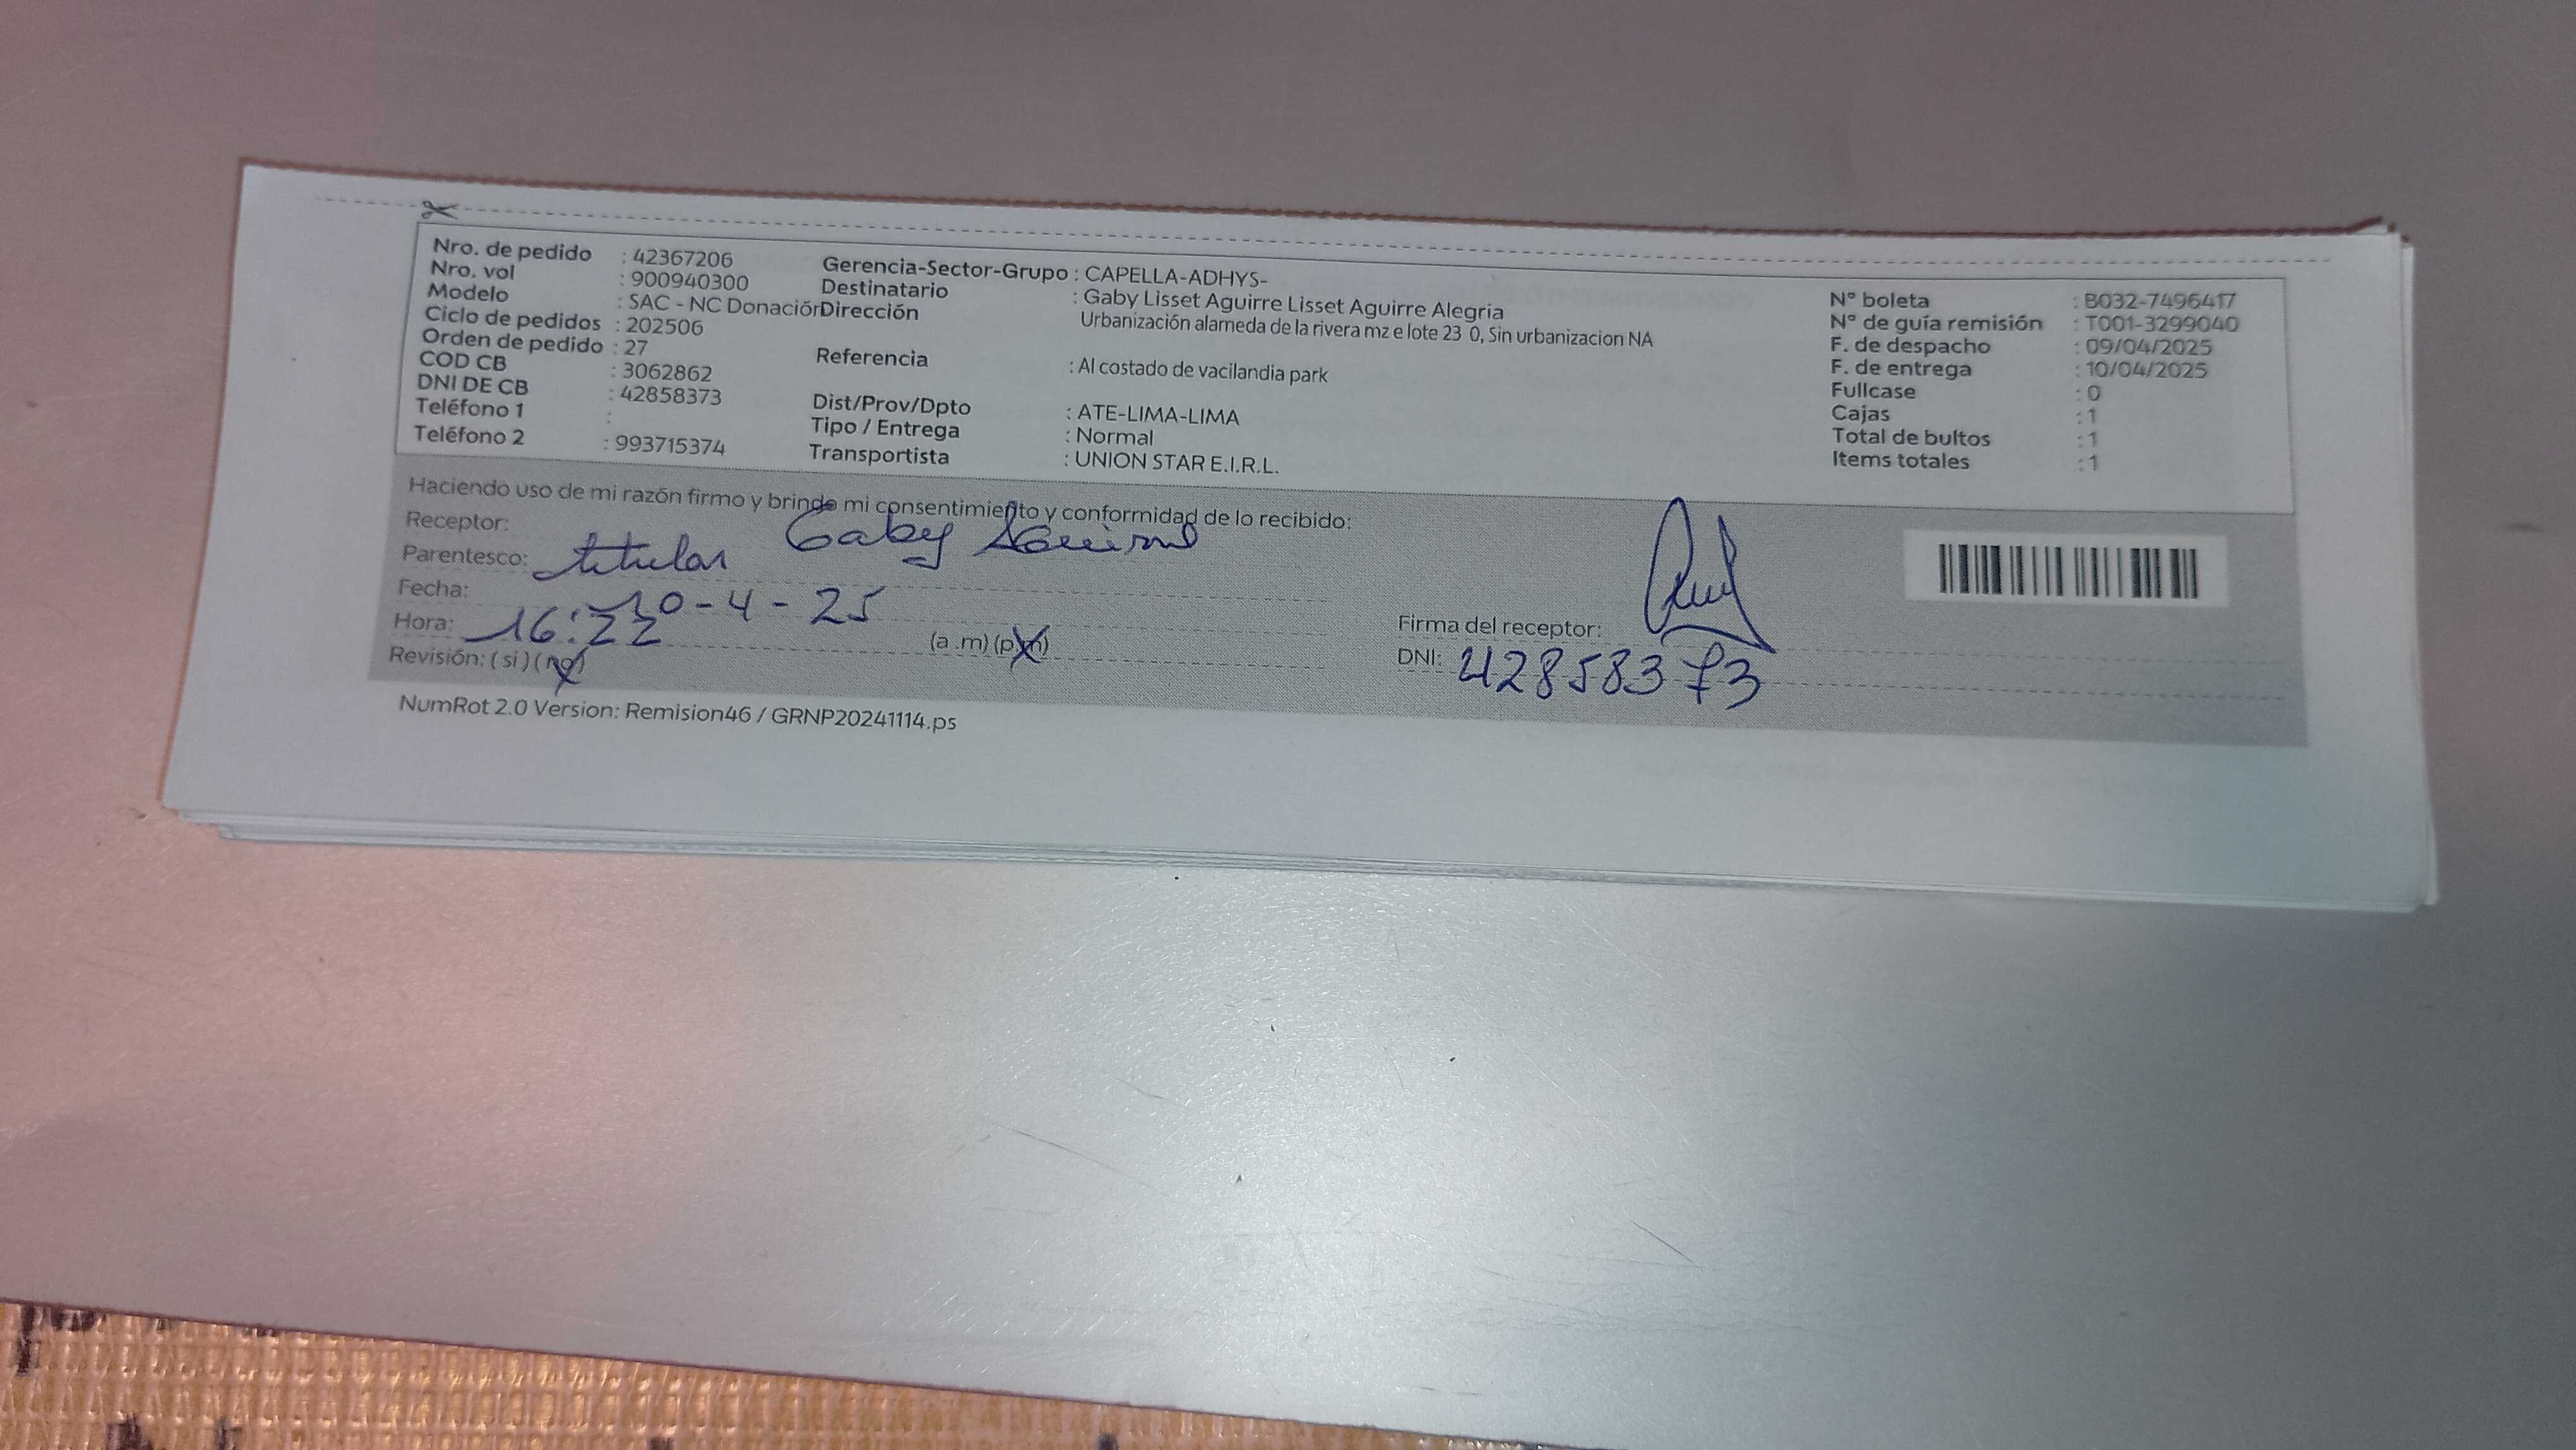 Nro. de pedido : 42367206
Nro. vol : 900940300
Modelo : SAC - NC Donación
Ciclo de pedidos : 202506
Orden de pedido : 27
COD CB : 3062862
DNI DE CB : 42858373
Teléfono 1 :
Teléfono 2 : 993715374
Gerencia-Sector-Grupo : CAPELLA-ADHYS-
Destinatario : Gaby Lisset Aguirre Lisset Aguirre Alegria
Dirección Urbanización alameda de la rivera mz e lote 23 0, Sin urbanizacion NA
Referencia : Al costado de vacilandia park
Dist/Prov/Dpto : ATE-LIMA-LIMA
Tipo / Entrega : Normal
Transportista : UNION STAR E.I.R.L.
N° boleta : B032-7496417
N° de guía remisión : T001-3299040
F. de despacho : 09/04/2025
F. de entrega : 10/04/2025
Fullcase : 0
Cajas : 1
Total de bultos : 1
Items totales : 1
Haciendo uso de mi razón firmo y brindo mi consentimiento y conformidad de lo recibido:
Receptor: Gaby Aguirre
Parentesco: titular
Fecha: 10-4-25
Hora: 16:22 (a.m) (pm)
Revisión: (si) (no)
Firma del receptor:
DNI: 42858373
NumRot 2.0 Version: Remision46 / GRNP20241114.ps